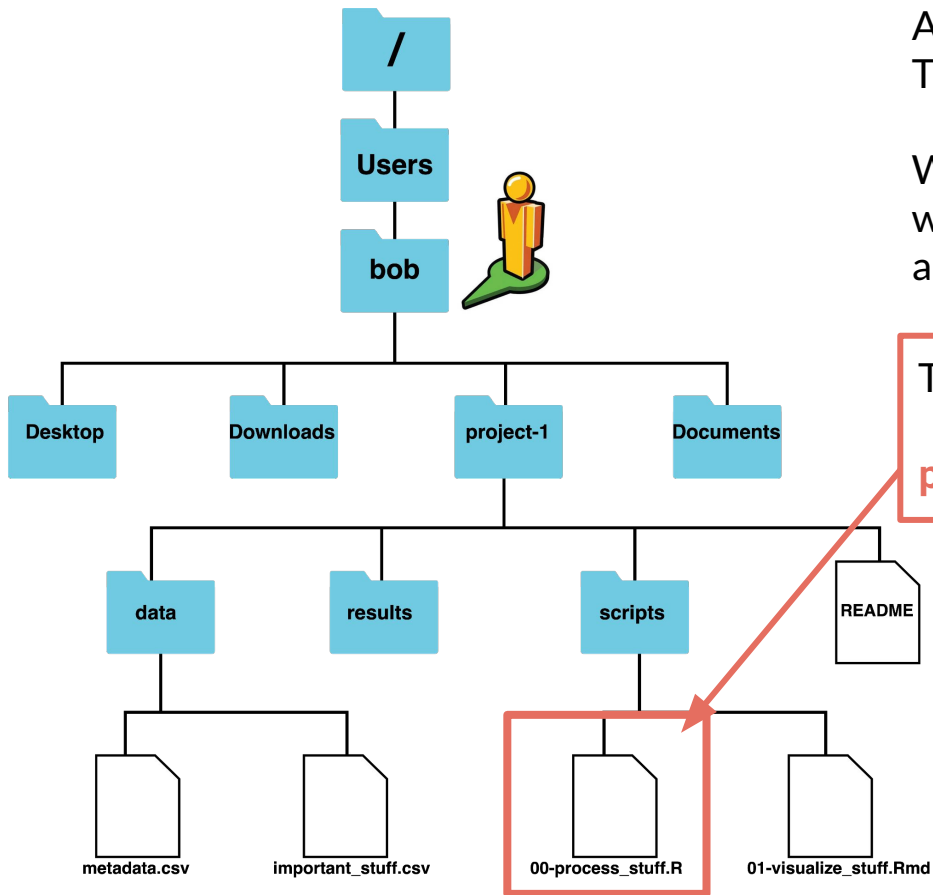 /
Users
bob
Desktop
Downloads
project-1
Documents
data
results
scripts
README
metadata.csv
important_stuff.csv
00-process_stuff.R
01-visualize_stuff.Rmd